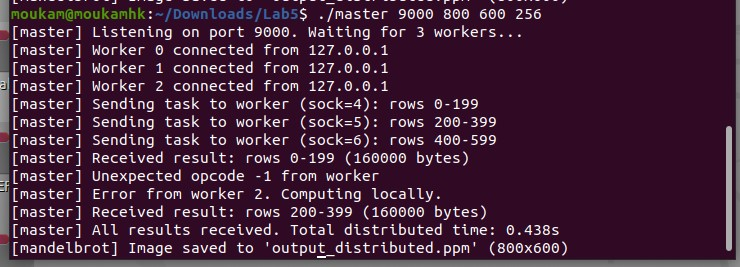 moukam@moukamhk:~/Downloads/Lab5$ ./master 9000 800 600 256
[master] Listening on port 9000. Waiting for 3 workers...
[master] Worker 0 connected from 127.0.0.1
[master] Worker 1 connected from 127.0.0.1
[master] Worker 2 connected from 127.0.0.1
[master] Sending task to worker (sock=4): rows 0-199
[master] Sending task to worker (sock=5): rows 200-399
[master] Sending task to worker (sock=6): rows 400-599
[master] Received result: rows 0-199 (160000 bytes)
[master] Unexpected opcode -1 from worker
[master] Error from worker 2. Computing locally.
[master] Received result: rows 200-399 (160000 bytes)
[master] All results received. Total distributed time: 0.438s
[mandelbrot] Image saved to 'output_distributed.ppm' (800x600)